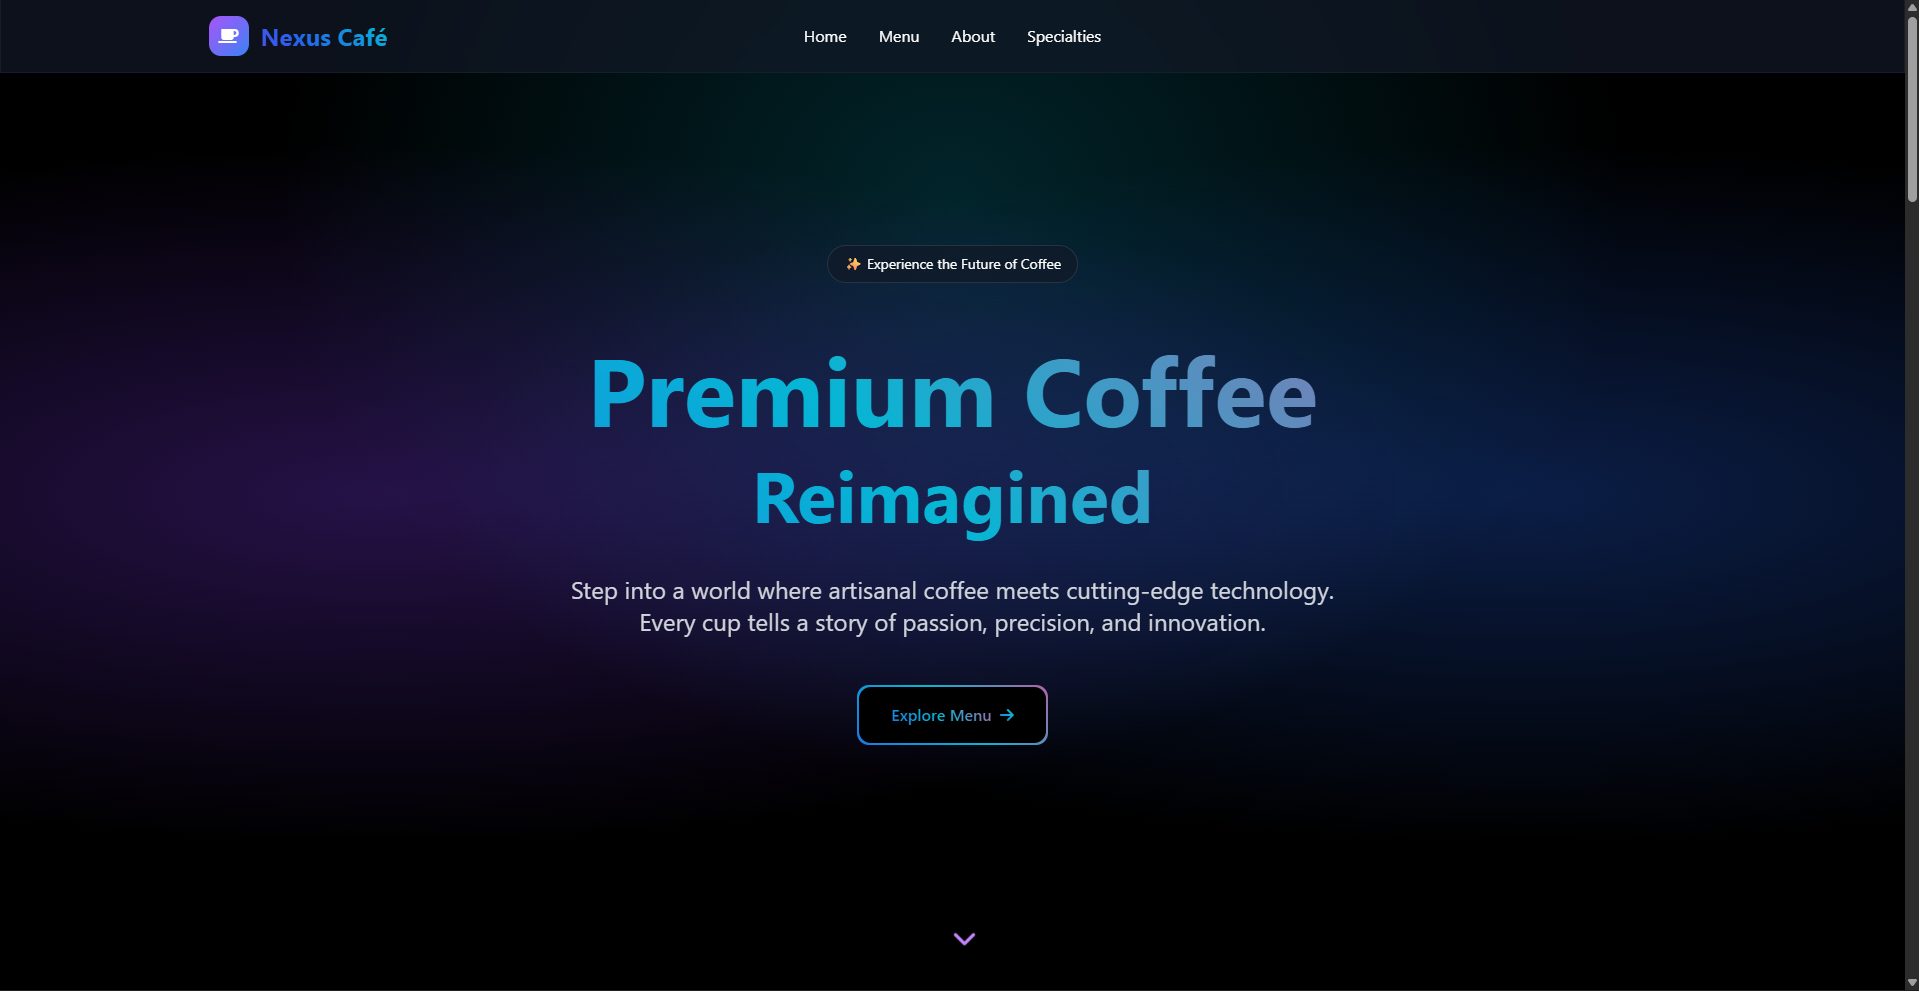 Nexus Café
Home
Menu
About
Specialties
✨ Experience the Future of Coffee
Premium Coffee
Reimagined
Step into a world where artisanal coffee meets cutting-edge technology.
Every cup tells a story of passion, precision, and innovation.
Explore Menu →